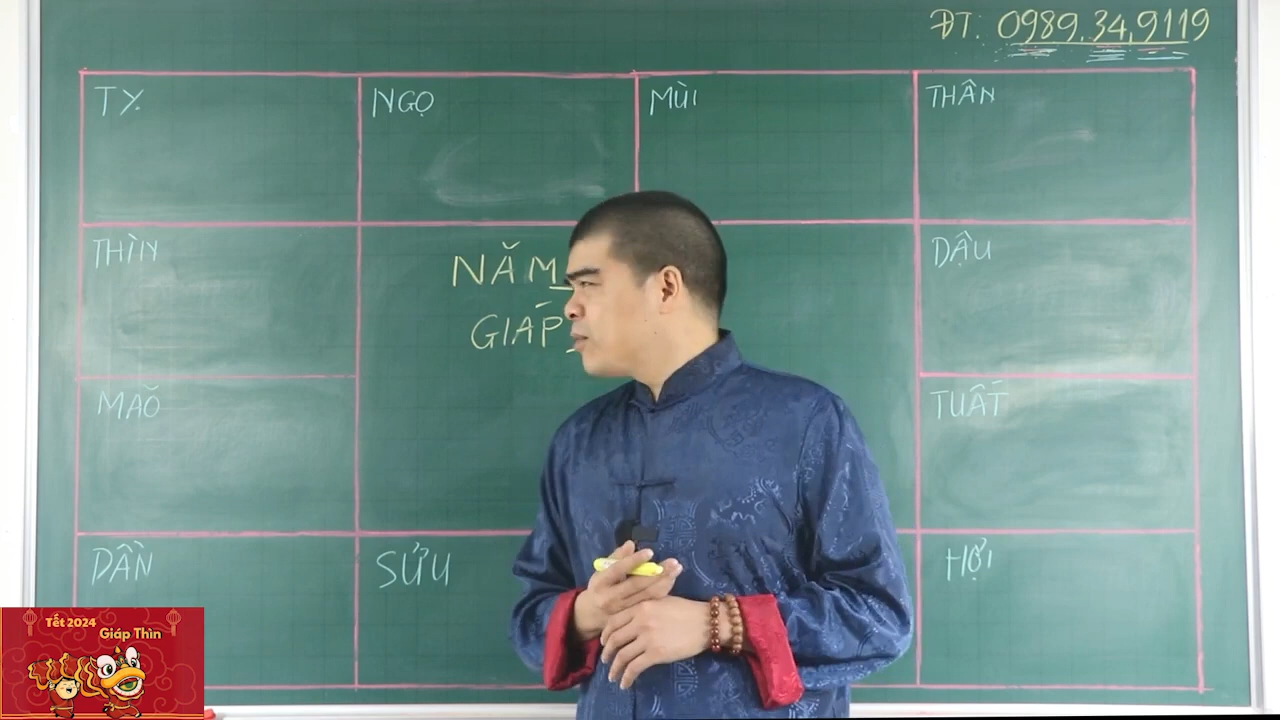 ĐT: 0989.34.9119
TỴ
NGỌ
MÙI
THÂN
THÌN
DẬU
NĂM
GIÁP
MÃO
TUẤT
DẦN
SỬU
HỢI
Tết 2024
Giáp Thìn